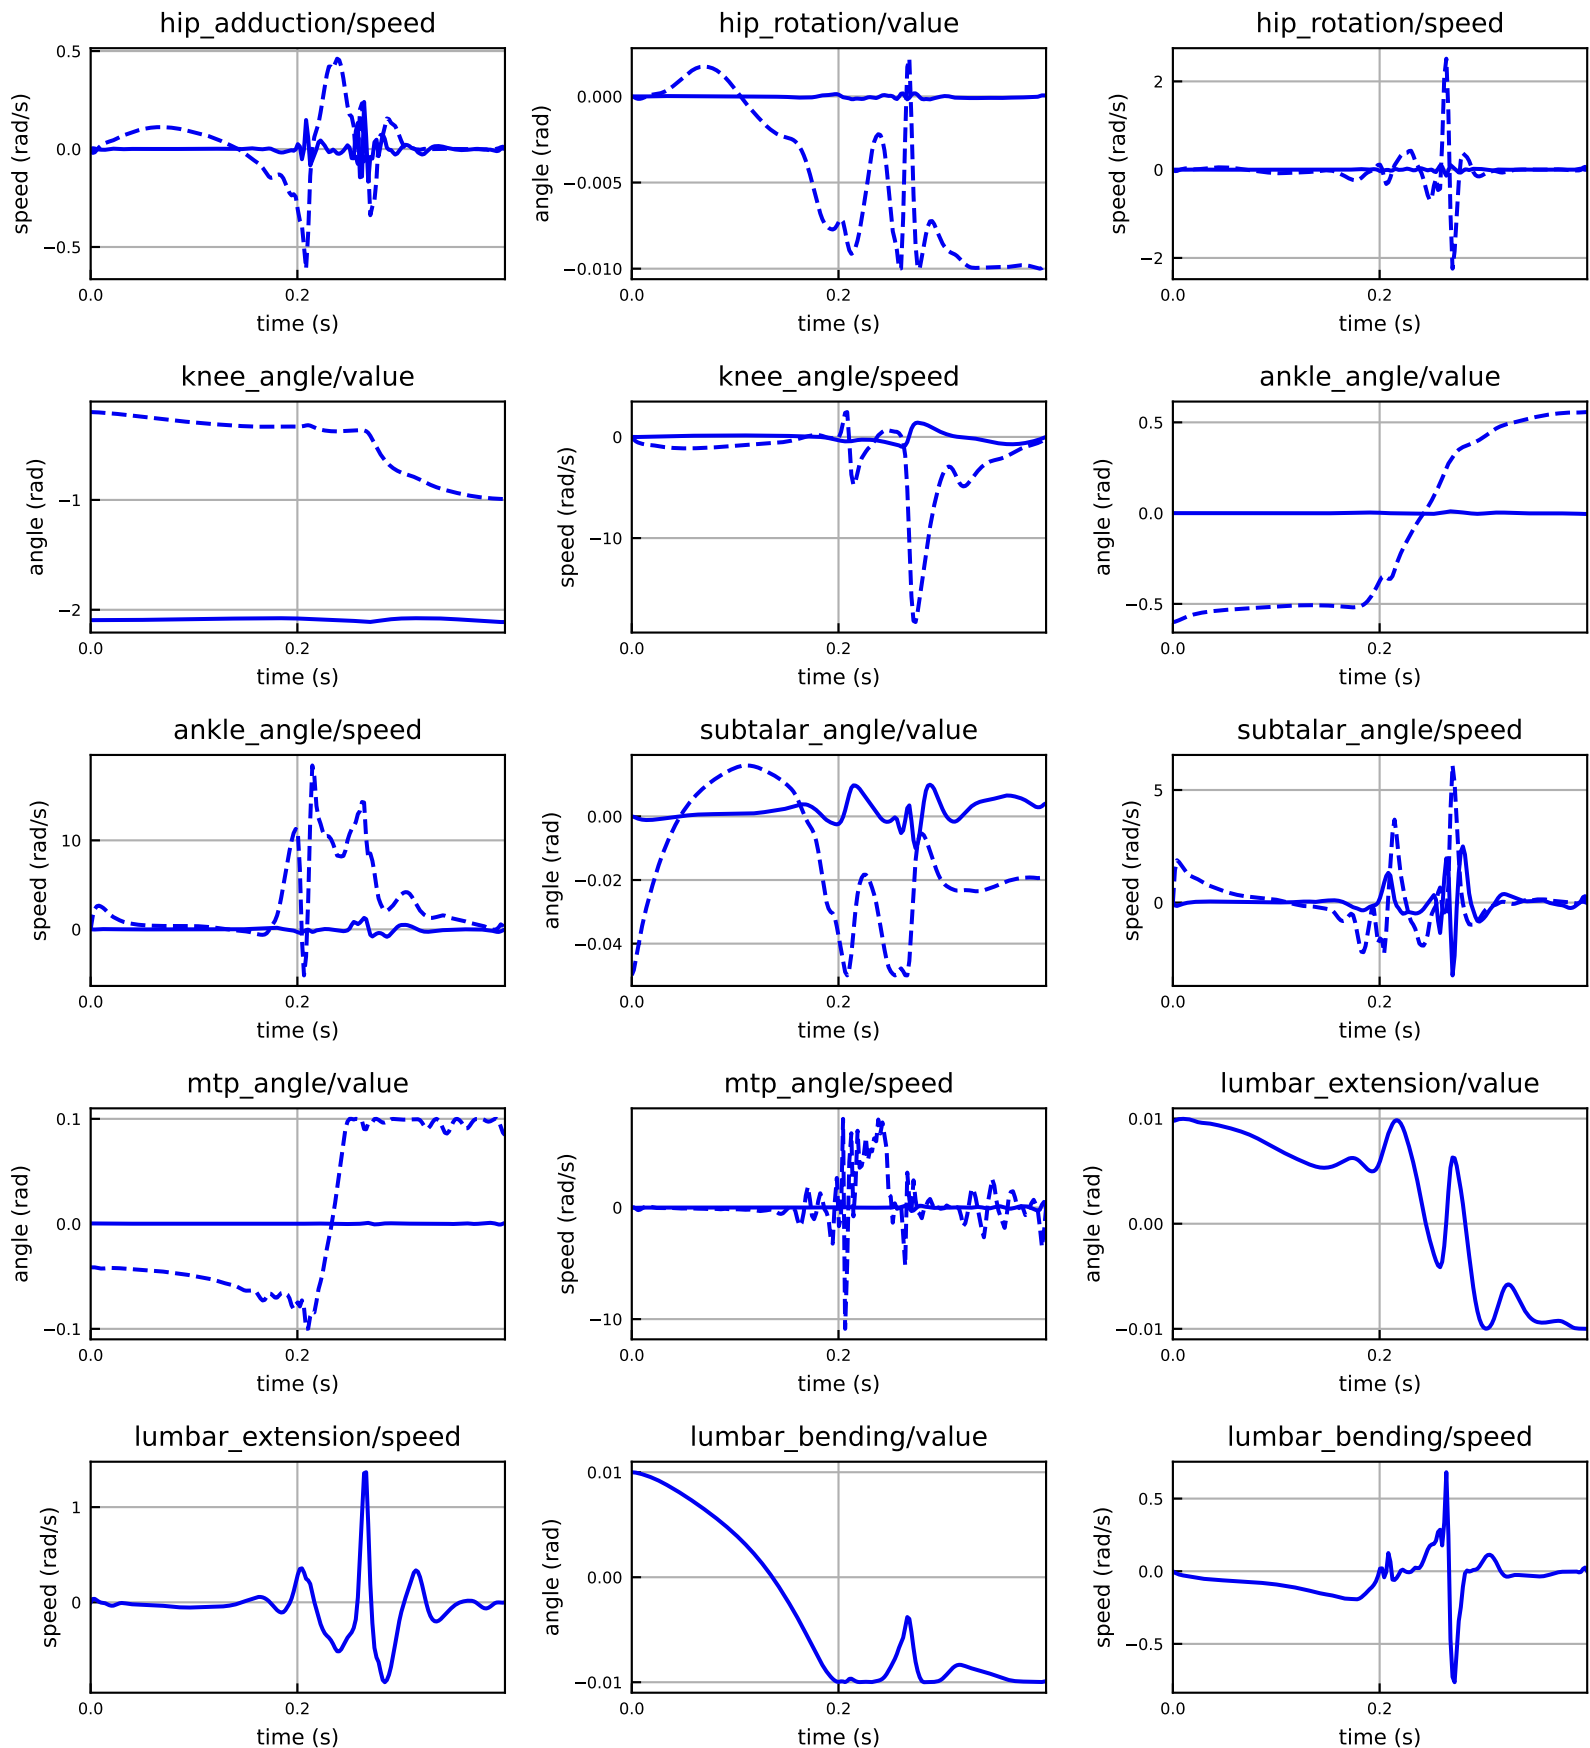 hip_adduction/speed
hip_rotation/value
hip_rotation/speed
speed (rad/s)
0.5
0.0
−0.5
0.0
0.2
time (s)
angle (rad)
0.000
−0.005
−0.010
0.0
0.2
time (s)
speed (rad/s)
2
0
−2
0.0
0.2
time (s)
knee_angle/value
knee_angle/speed
ankle_angle/value
angle (rad)
−1
−2
0.0
0.2
time (s)
speed (rad/s)
0
−10
0.0
0.2
time (s)
angle (rad)
0.5
0.0
−0.5
0.0
0.2
time (s)
ankle_angle/speed
subtalar_angle/value
subtalar_angle/speed
speed (rad/s)
10
0
0.0
0.2
time (s)
angle (rad)
0.00
−0.02
−0.04
0.0
0.2
time (s)
speed (rad/s)
5
0
0.0
0.2
time (s)
mtp_angle/value
mtp_angle/speed
lumbar_extension/value
angle (rad)
0.1
0.0
−0.1
0.0
0.2
time (s)
speed (rad/s)
0
−10
0.0
0.2
time (s)
angle (rad)
0.01
0.00
−0.01
0.0
0.2
time (s)
lumbar_extension/speed
lumbar_bending/value
lumbar_bending/speed
speed (rad/s)
1
0
0.0
0.2
time (s)
angle (rad)
0.01
0.00
−0.01
0.0
0.2
time (s)
speed (rad/s)
0.5
0.0
−0.5
0.0
0.2
time (s)